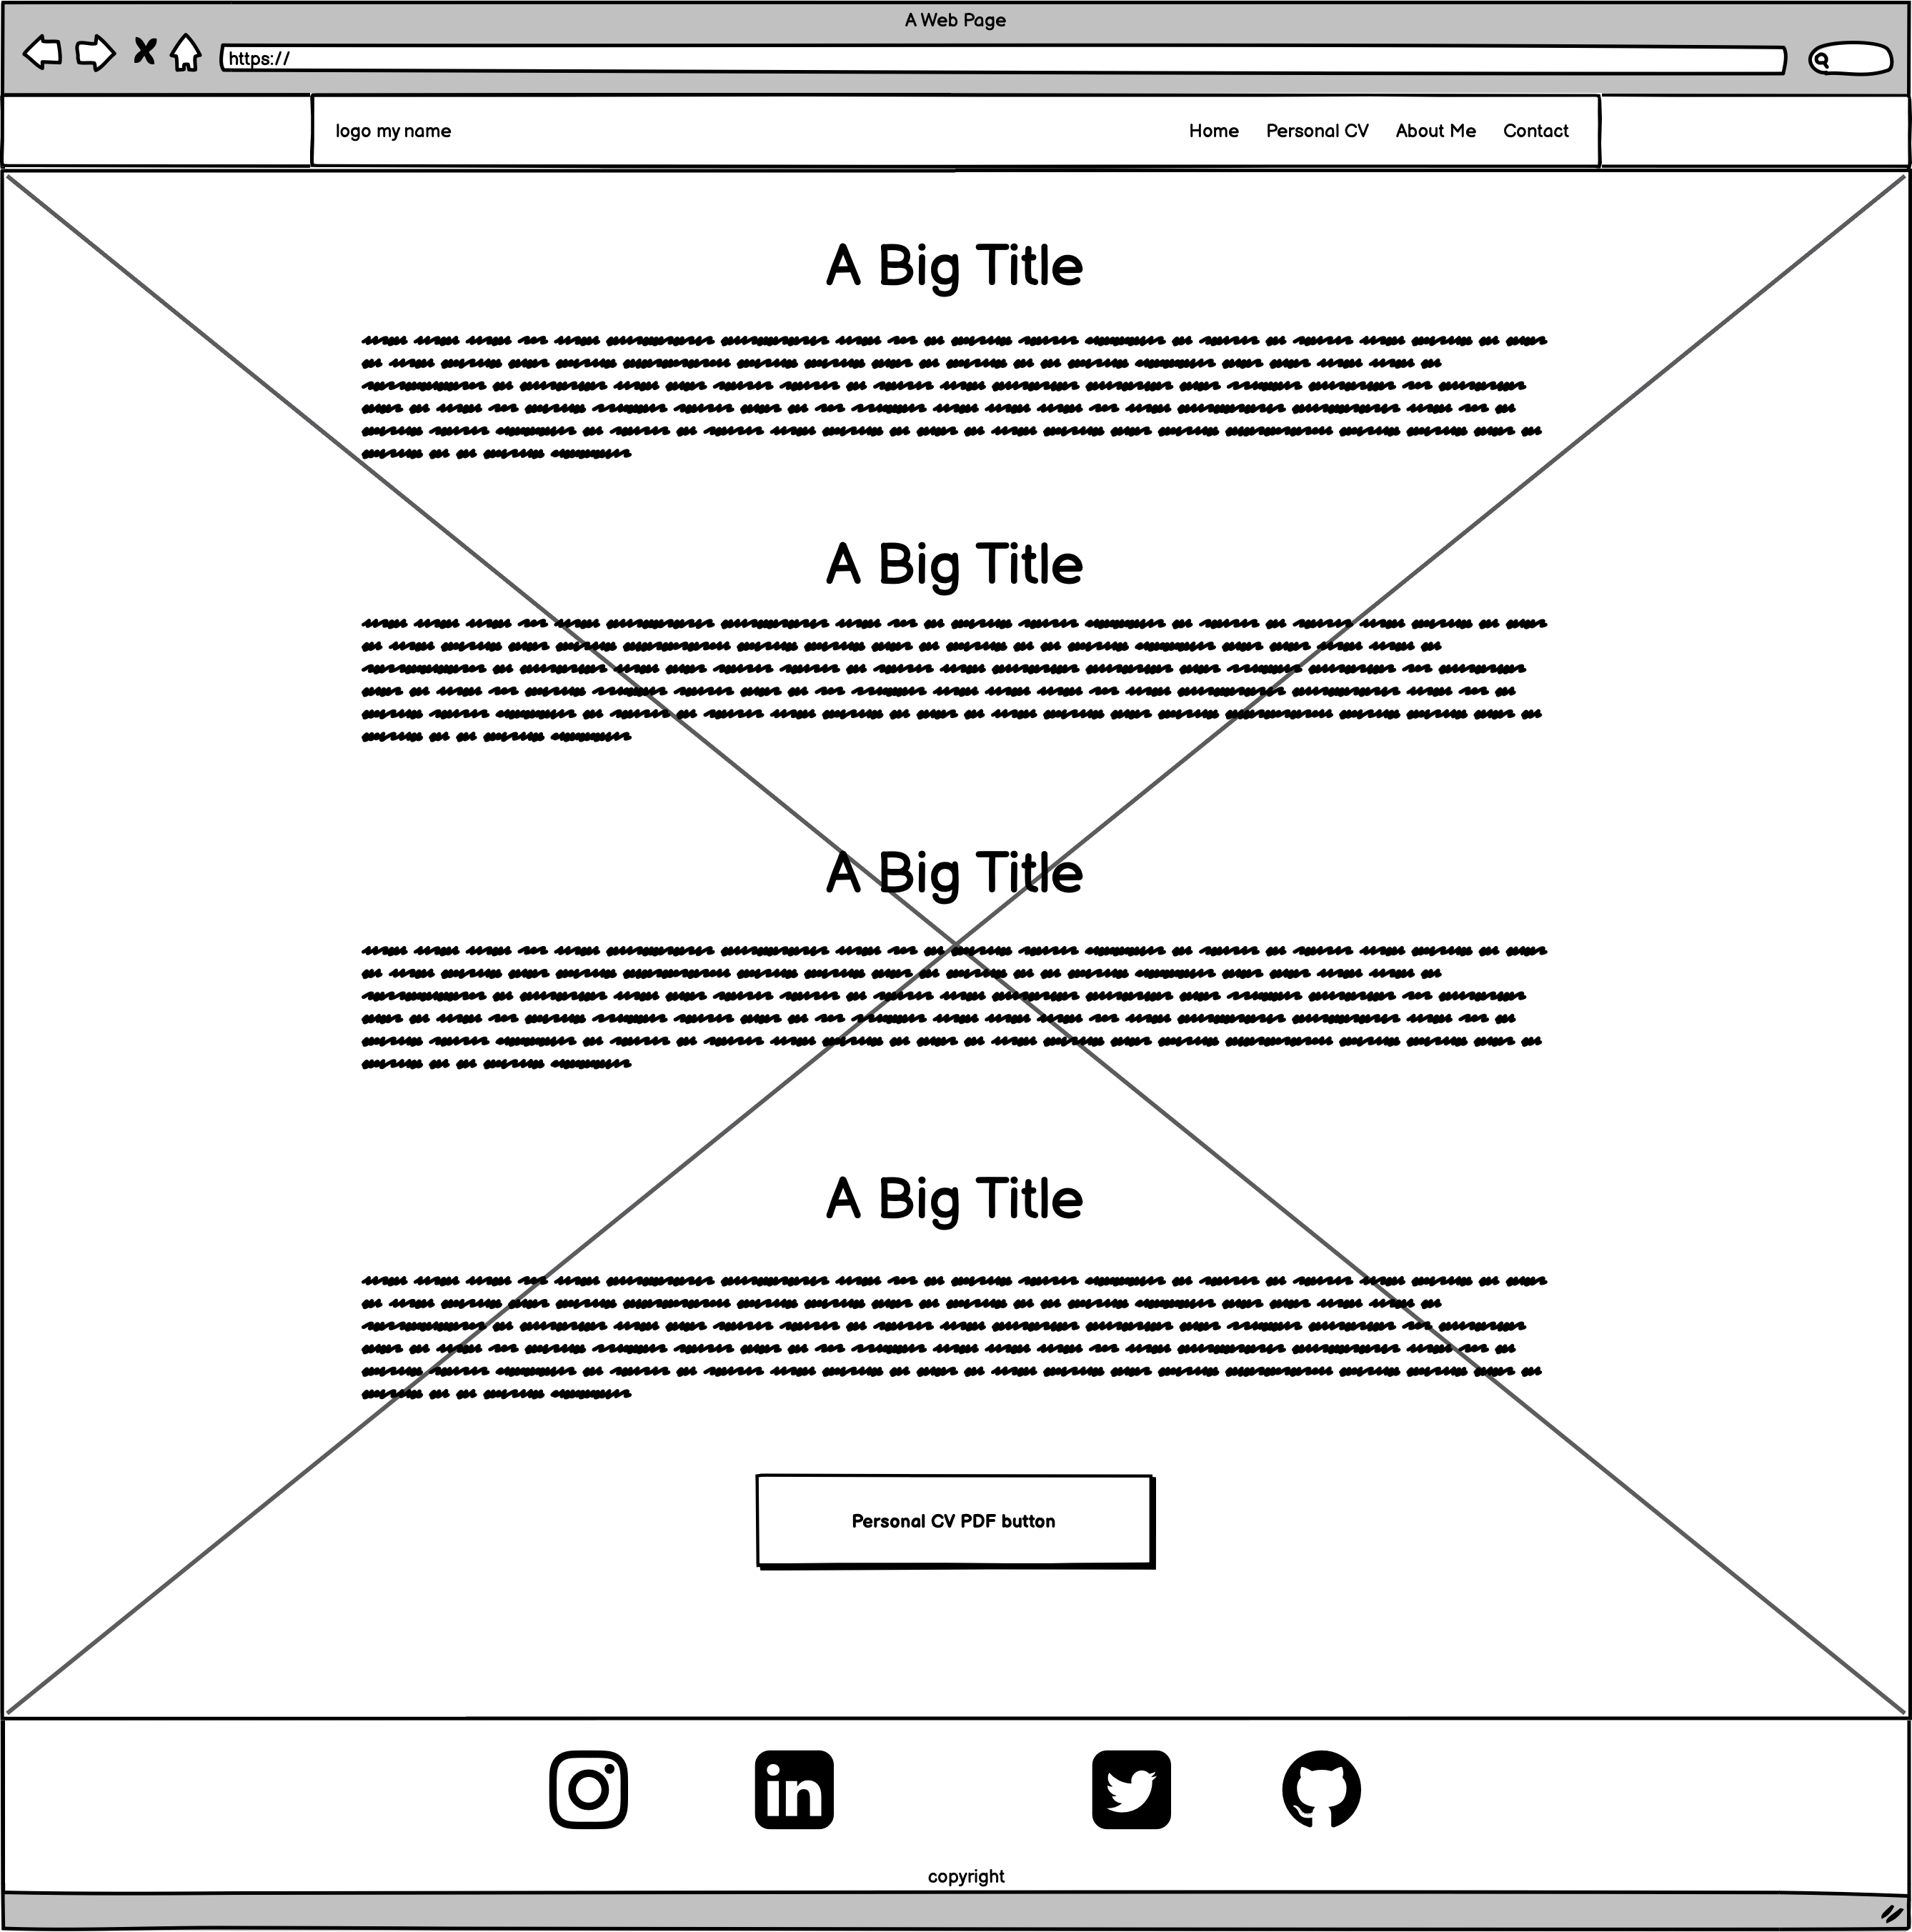 A Web Page
https://
logo my name
Home Personal CV About Me Contact
A Big Title
A Big Title
A Big Title
A Big Title
Personal CV PDF button
in
copyright